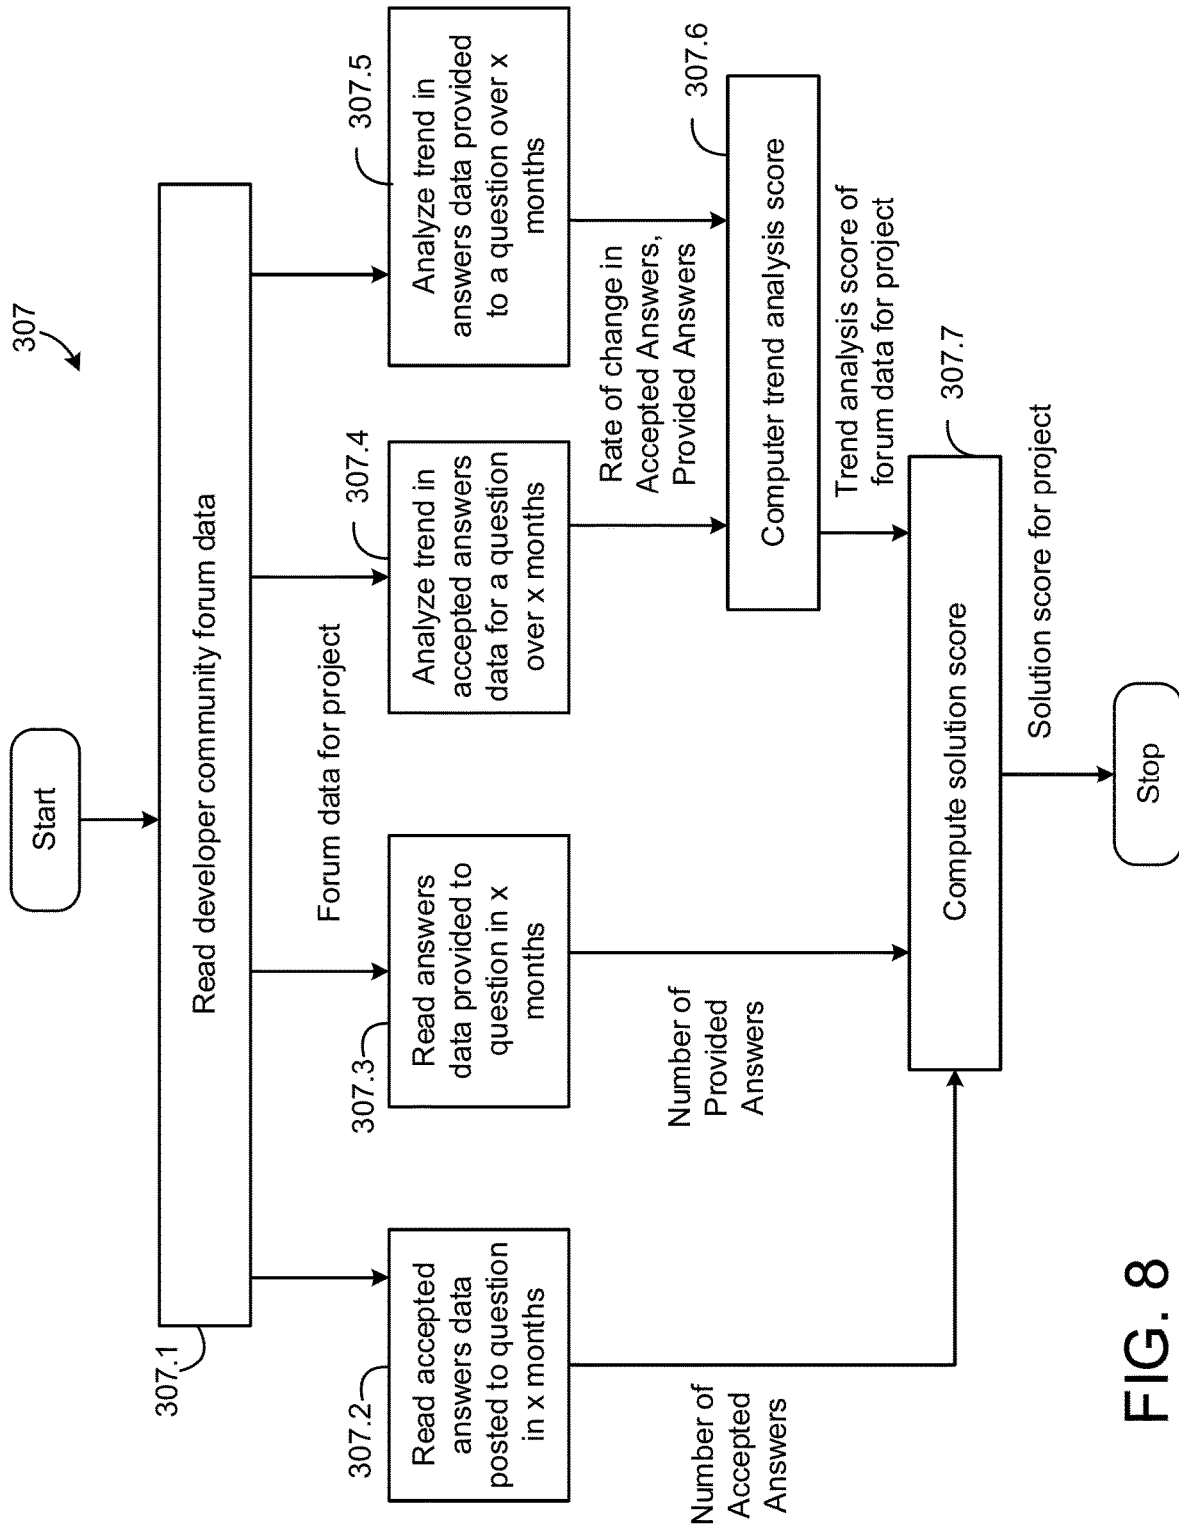 307
Start
307.1
Read developer community forum data
Forum data for project
307.2
Read accepted
answers data
posted to question
in x months
307.3
Read answers
data provided to
question in x
months
307.4
Analyze trend in
accepted answers
data for a question
over x months
307.5
Analyze trend in
answers data provided
to a question over x
months
Number of
Accepted
Answers
Number of
Provided
Answers
Rate of change in
Accepted Answers,
Provided Answers
307.6
Computer trend analysis score
Trend analysis score of
forum data for project
307.7
Compute solution score
Solution score for project
Stop
FIG. 8